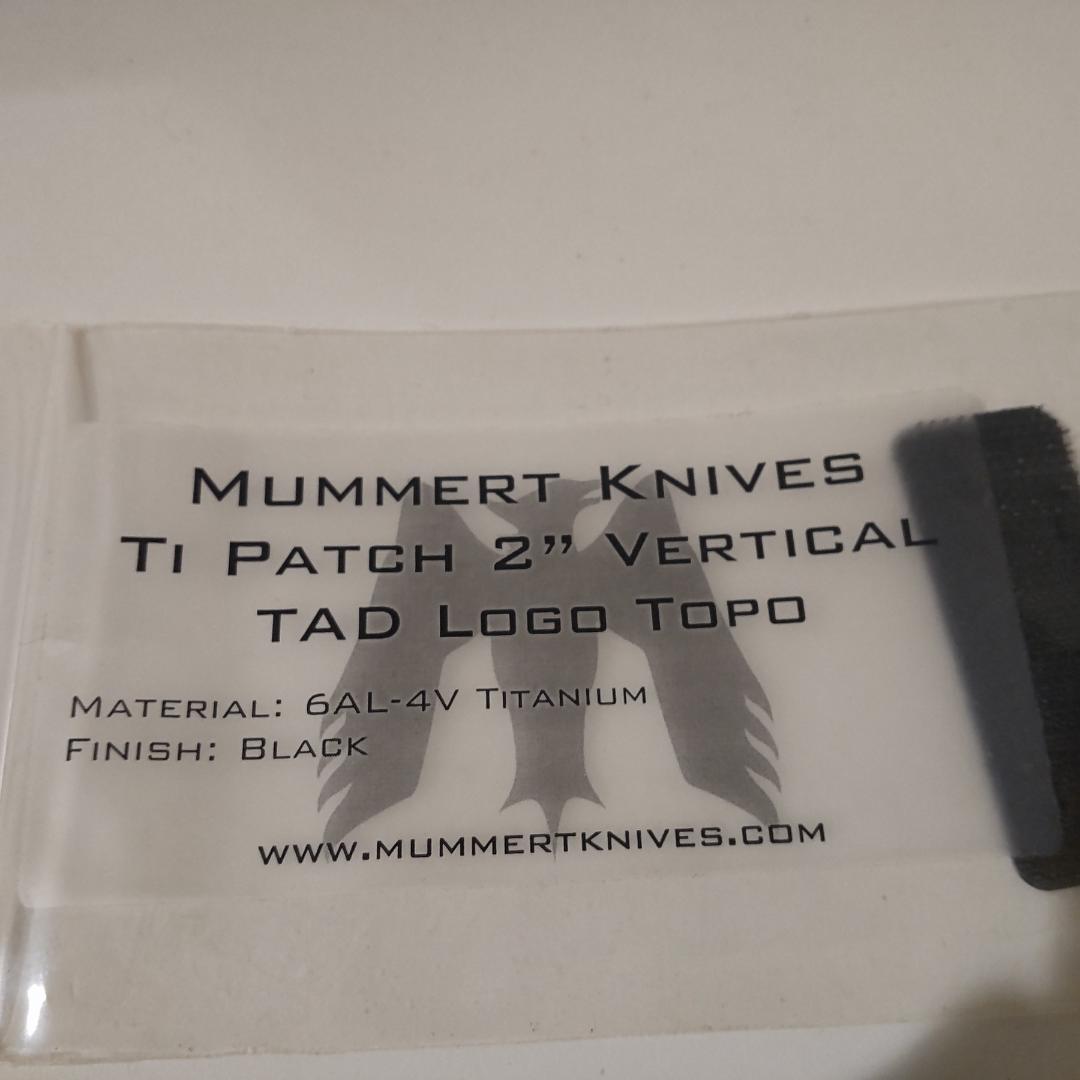 Mummert Knives
Ti Patch 2” Vertical
TAD Logo Topo
Material: 6AL-4V Titanium
Finish: Black
www.mummertknives.com